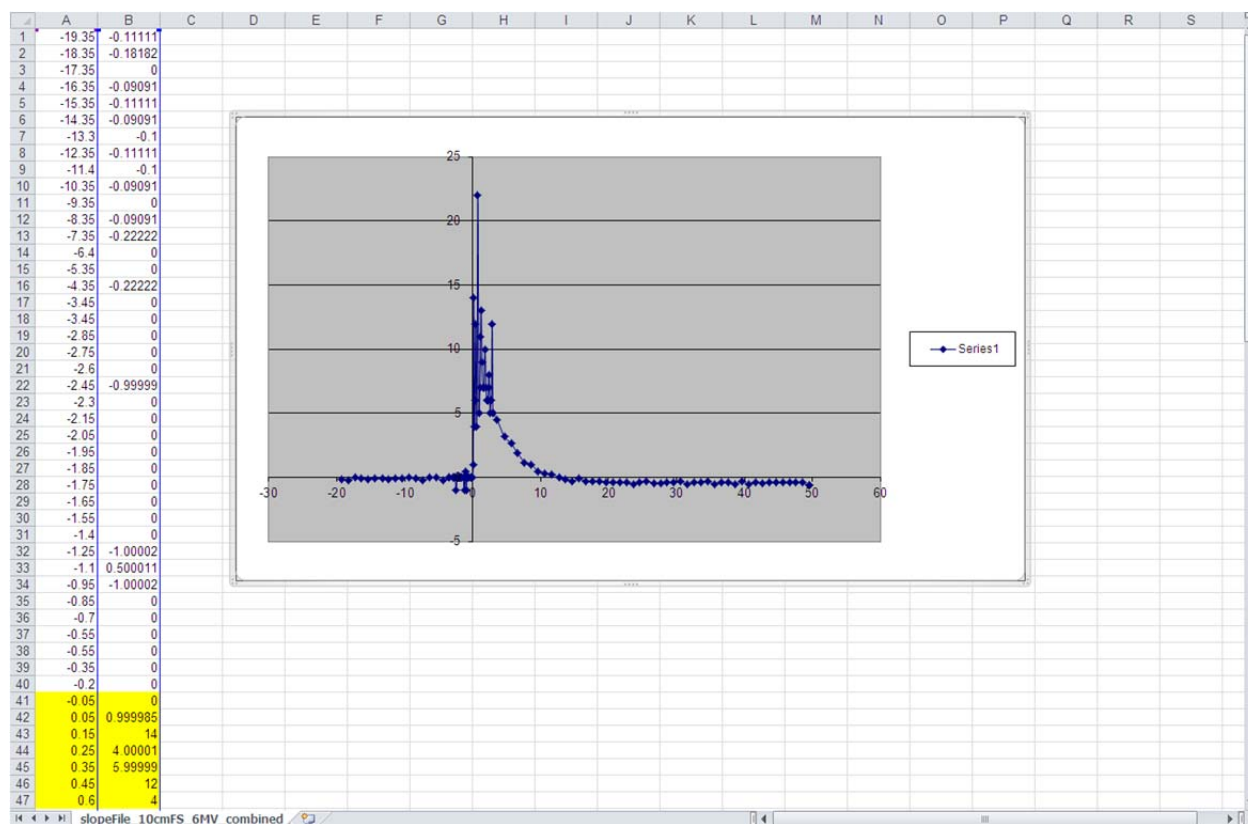 A B C D E F G H I J K L M N O P Q R S
1 -19.35 -0.11111
2 -18.35 -0.18182
3 -17.35 0
4 -16.35 -0.09091
5 -15.35 -0.11111
6 -14.35 -0.09091
7 -13.3 -0.1
8 -12.35 -0.11111
9 -11.4 -0.1
10 -10.35 -0.09091
11 -9.35 0
12 -8.35 -0.09091
13 -7.35 -0.22222
14 -6.4 0
15 -5.35 0
16 -4.35 -0.22222
17 -3.45 0
18 -3.45 0
19 -2.85 0
20 -2.75 0
21 -2.6 0
22 -2.45 -0.99999
23 -2.3 0
24 -2.15 0
25 -2.05 0
26 -1.95 0
27 -1.85 0
28 -1.75 0
29 -1.65 0
30 -1.55 0
31 -1.4 0
32 -1.25 -1.00002
33 -1.1 0.500011
34 -0.95 -1.00002
35 -0.85 0
36 -0.7 0
37 -0.55 0
38 -0.55 0
39 -0.35 0
40 -0.2 0
41 -0.05 0
42 0.05 0.999985
43 0.15 14
44 0.25 4.00001
45 0.35 5.99999
46 0.45 12
47 0.6 4
25
20
15
10
5
-5
-30 -20 -10 0 10 20 30 40 50 60
Series1
slopeFile_10cmFS_6MV_combined